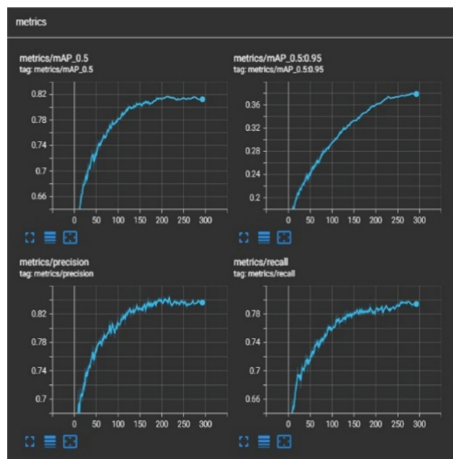 metrics
metrics/mAP_0.5
tag: metrics/mAP_0.5
0.82
0.78
0.74
0.7
0.66
0 50 100 150 200 250 300
metrics/mAP_0.5:0.95
tag: metrics/mAP_0.5:0.95
0.36
0.32
0.28
0.24
0.2
0 50 100 150 200 250 300
metrics/precision
tag: metrics/precision
0.82
0.78
0.74
0.7
0 50 100 150 200 250 300
metrics/recall
tag: metrics/recall
0.78
0.74
0.7
0.66
0 50 100 150 200 250 300